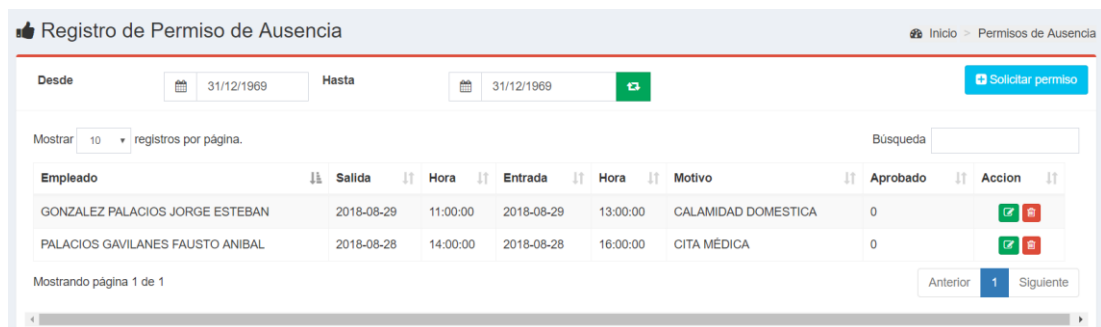 Registro de Permiso de Ausencia
Inicio > Permisos de Ausencia
Desde 31/12/1969 Hasta 31/12/1969 Solicitar permiso
Mostrar 10 registros por página. Búsqueda
Empleado Salida Hora Entrada Hora Motivo Aprobado Accion
GONZALEZ PALACIOS JORGE ESTEBAN 2018-08-29 11:00:00 2018-08-29 13:00:00 CALAMIDAD DOMESTICA 0
PALACIOS GAVILANES FAUSTO ANIBAL 2018-08-28 14:00:00 2018-08-28 16:00:00 CITA MÉDICA 0
Mostrando página 1 de 1 Anterior 1 Siguiente